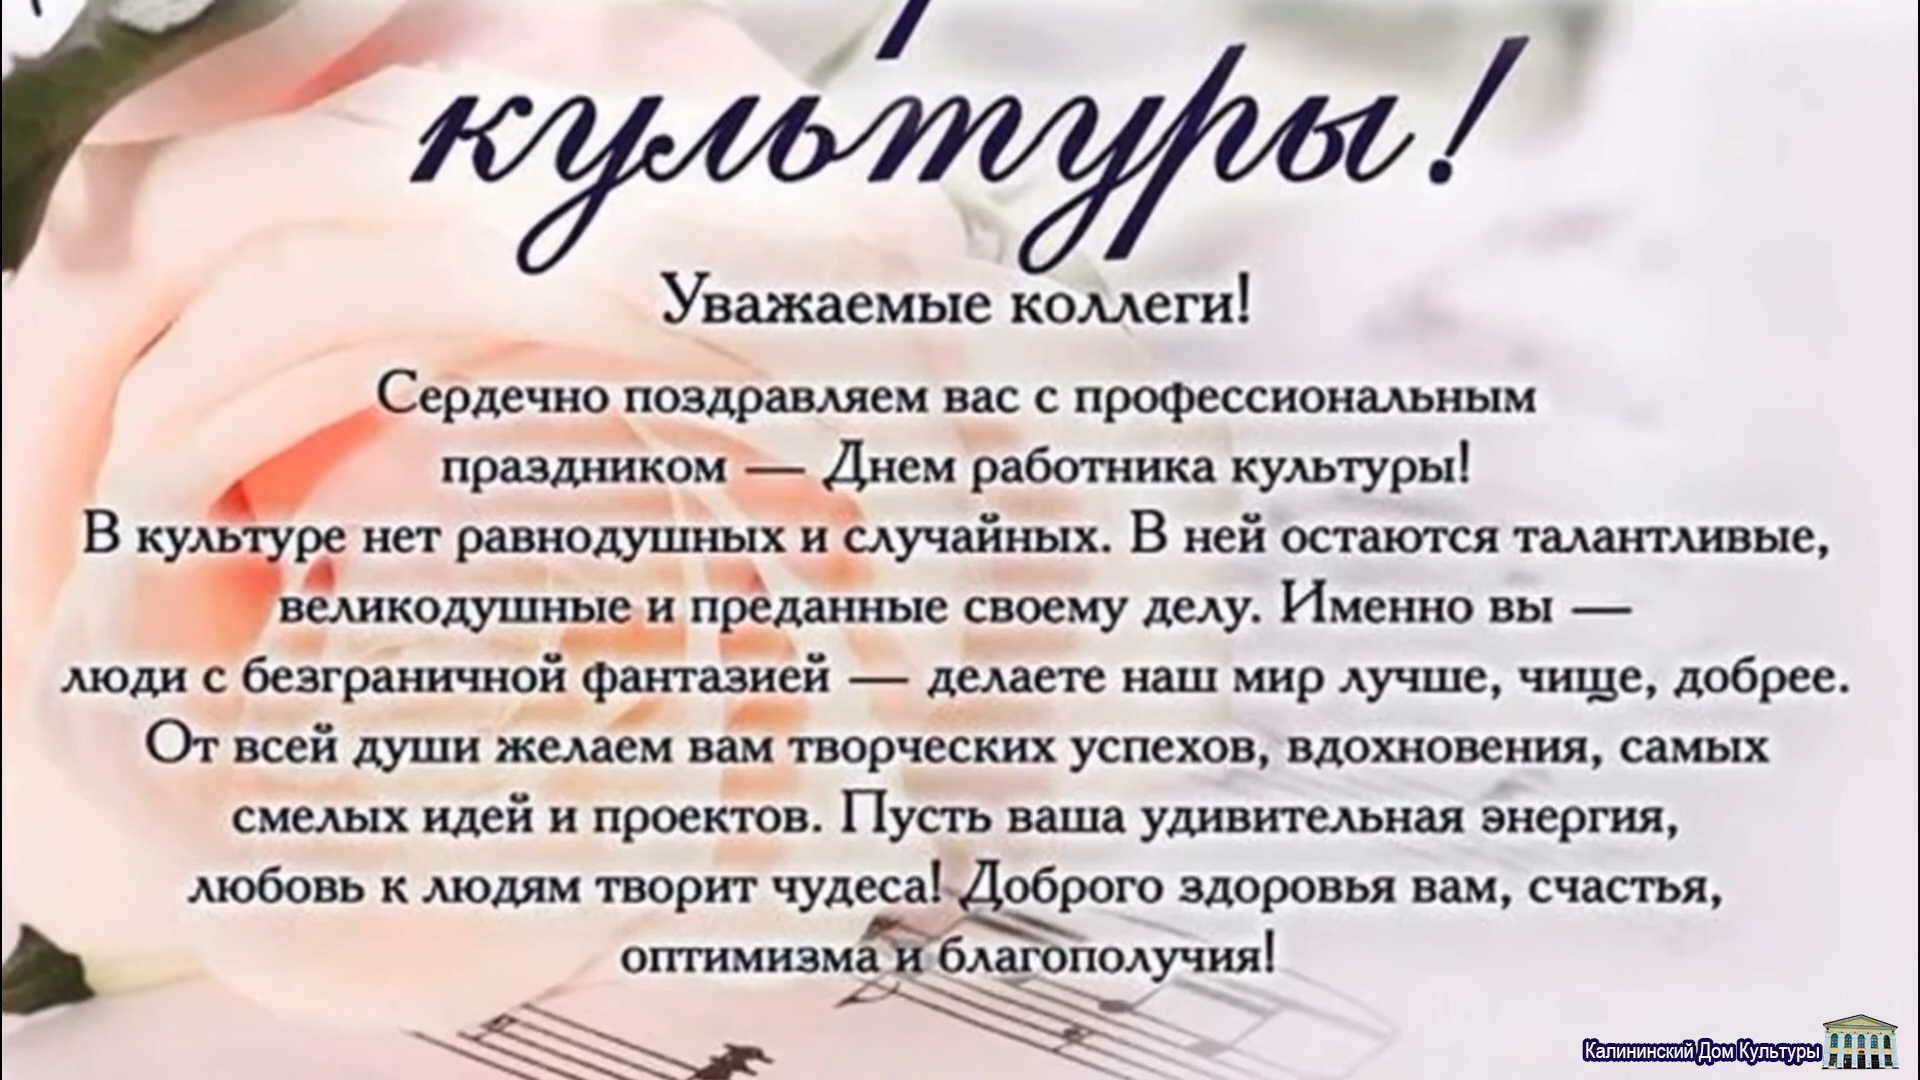 культуры!
Уважаемые коллеги!
Сердечно поздравляем вас с профессиональным
праздником — Днем работника культуры!
В культуре нет равнодушных и случайных. В ней остаются талантливые,
великодушные и преданные своему делу. Именно вы —
люди с безграничной фантазией — делаете наш мир лучше, чище, добрее.
От всей души желаем вам творческих успехов, вдохновения, самых
смелых идей и проектов. Пусть ваша удивительная энергия,
любовь к людям творит чудеса! Доброго здоровья вам, счастья,
оптимизма и благополучия!
Калининский Дом Культуры